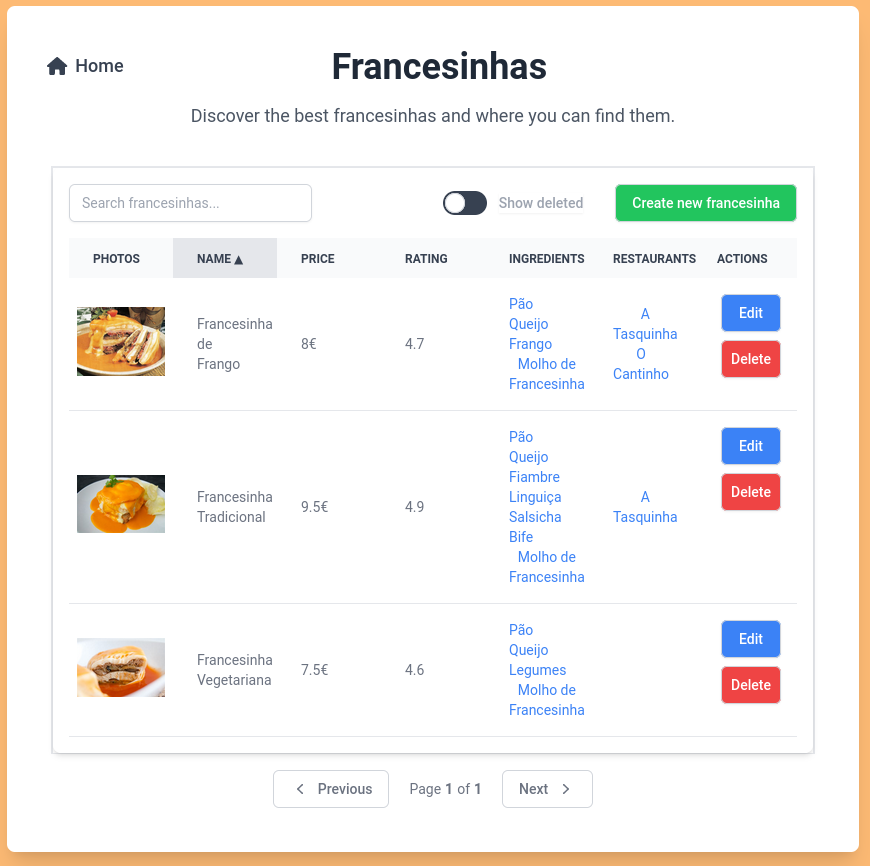 Home
Francesinhas
Discover the best francesinhas and where you can find them.
Search francesinhas...
Show deleted
Create new francesinha
PHOTOS NAME ▲ PRICE RATING INGREDIENTS RESTAURANTS ACTIONS
Francesinha
de
Frango
8€
4.7
Pão
Queijo
Frango
Molho de
Francesinha
A
Tasquinha
O
Cantinho
Edit
Delete
Francesinha
Tradicional
9.5€
4.9
Pão
Queijo
Fiambre
Linguiça
Salsicha
Bife
Molho de
Francesinha
A
Tasquinha
Edit
Delete
Francesinha
Vegetariana
7.5€
4.6
Pão
Queijo
Legumes
Molho de
Francesinha
Edit
Delete
Previous
Page 1 of 1
Next